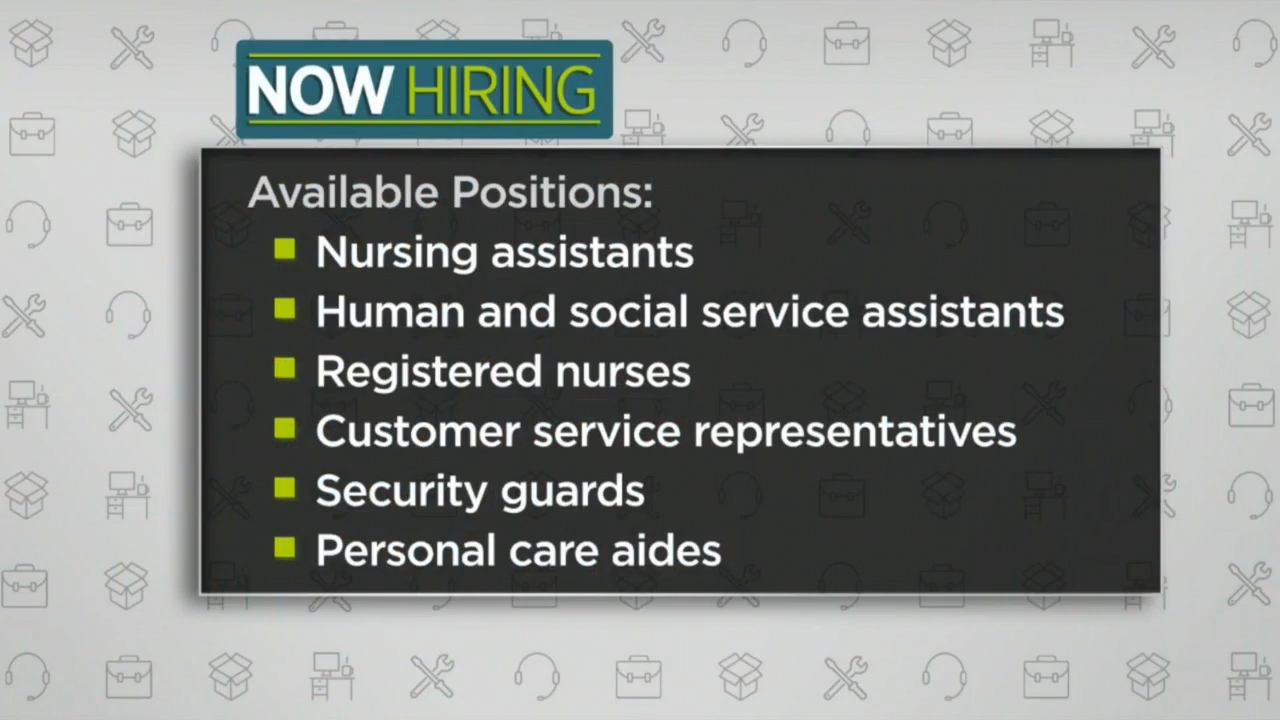 NOW HIRING
Available Positions:
Nursing assistants
Human and social service assistants
Registered nurses
Customer service representatives
Security guards
Personal care aides